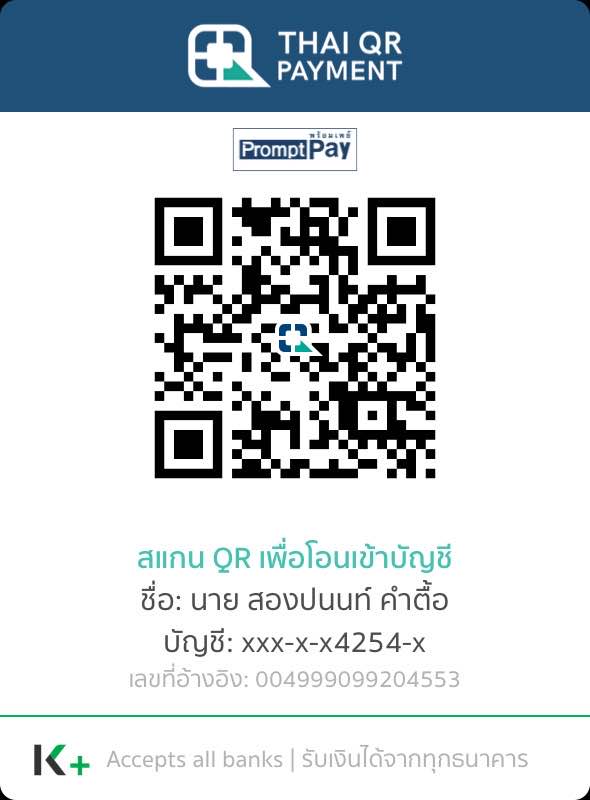 THAI QR
PAYMENT
พร้อมเพย์
PromptPay
สแกน QR เพื่อโอนเข้าบัญชี
ชื่อ: นาย สองปนนท์ คำตื้อ
บัญชี: xxx-x-x4254-x
เลขที่อ้างอิง: 004999099204553
K+ Accepts all banks | รับเงินได้จากทุกธนาคาร